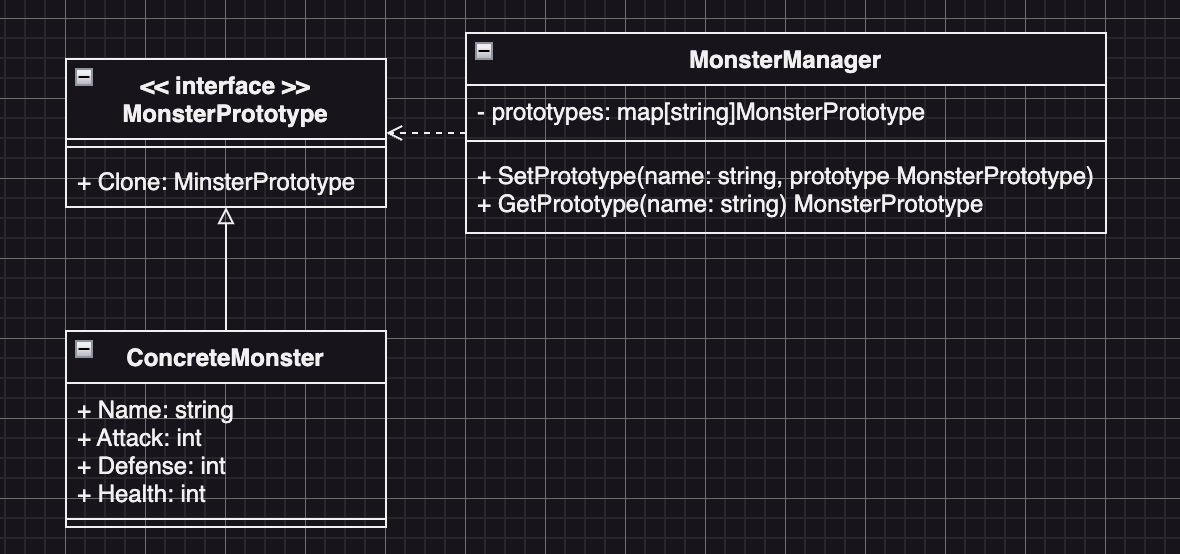 << interface >>
MonsterPrototype
+ Clone: MinsterPrototype
MonsterManager
- prototypes: map[string]MonsterPrototype
+ SetPrototype(name: string, prototype MonsterPrototype)
+ GetPrototype(name: string) MonsterPrototype
ConcreteMonster
+ Name: string
+ Attack: int
+ Defense: int
+ Health: int